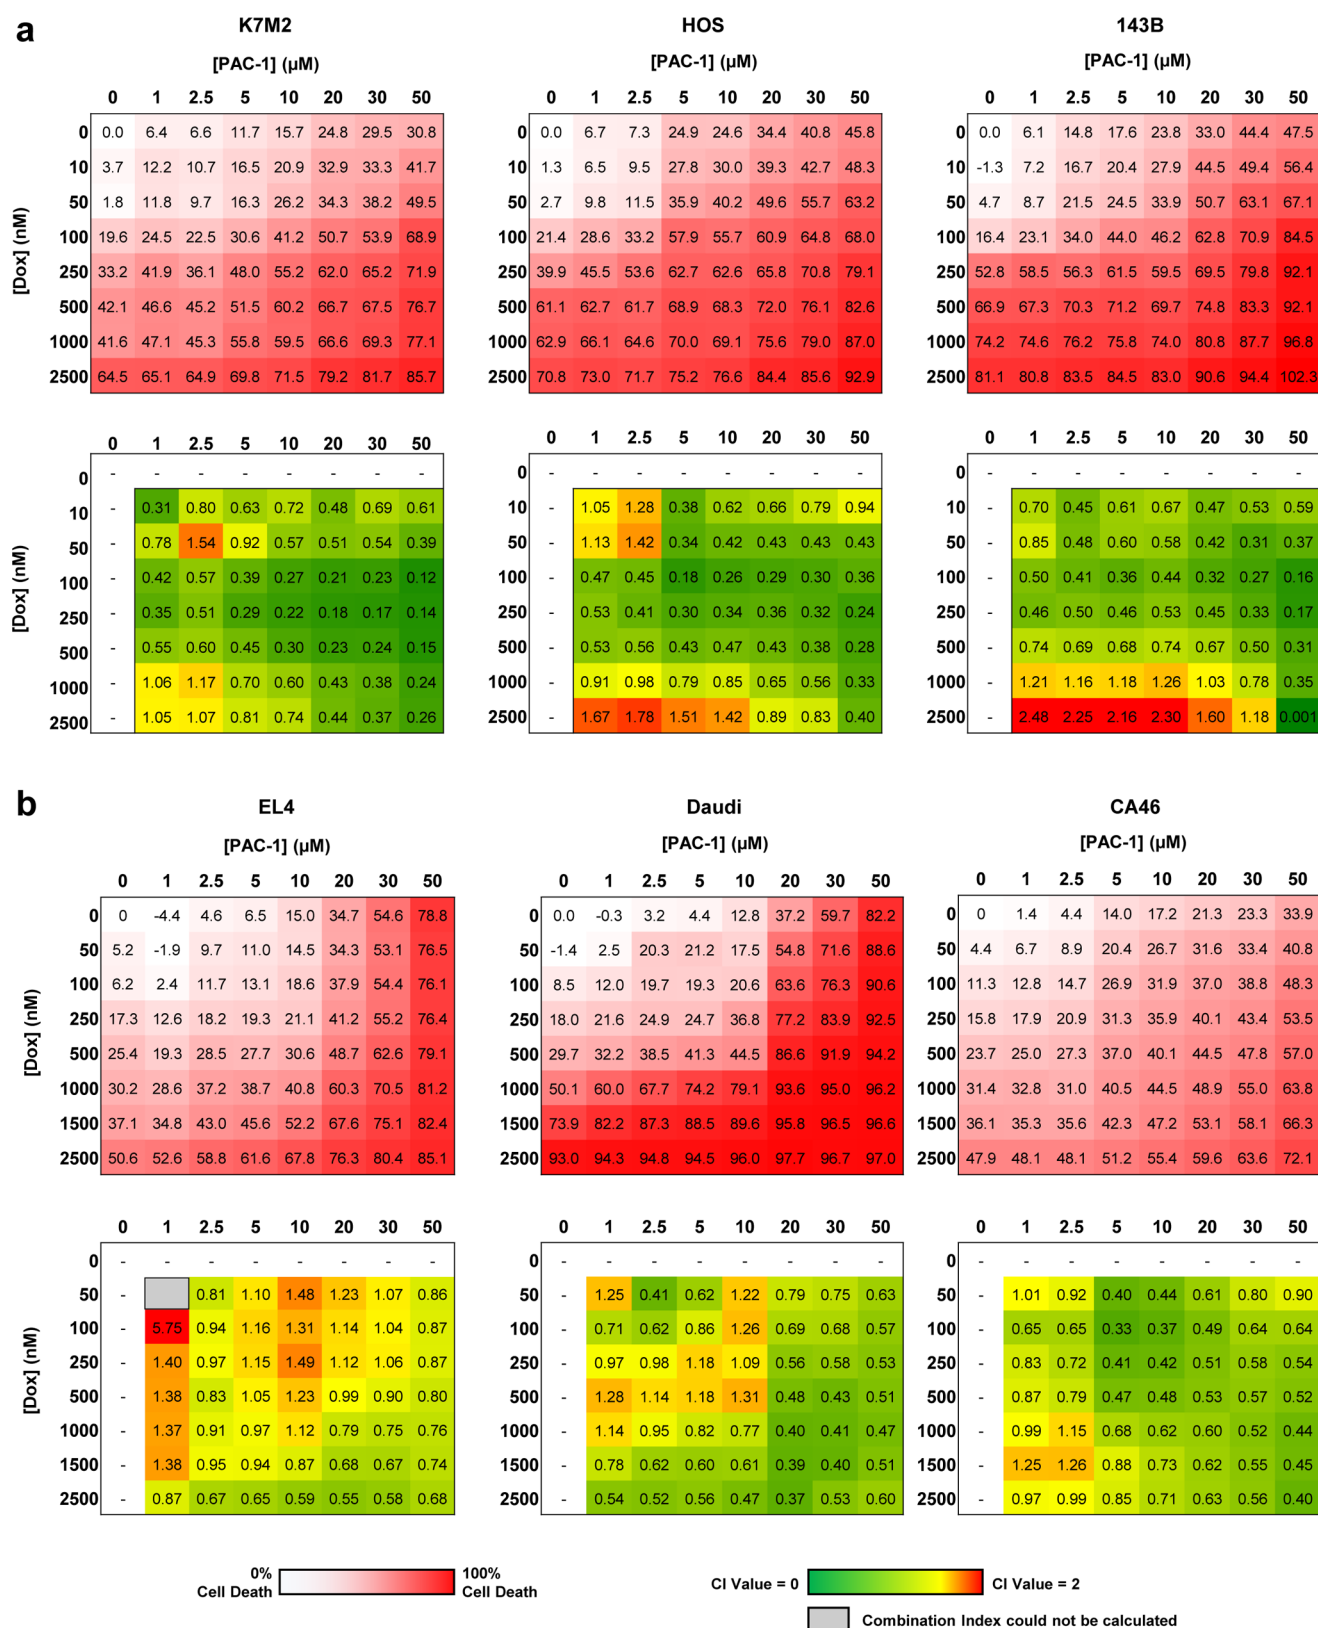 a
K7M2 HOS 143B
[PAC-1] (µM) [PAC-1] (µM) [PAC-1] (µM)
0 1 2.5 5 10 20 30 50 0 1 2.5 5 10 20 30 50 0 1 2.5 5 10 20 30 50
[Dox] (nM)
0 0.0 6.4 6.6 11.7 15.7 24.8 29.5 30.8 0 0.0 6.7 7.3 24.9 24.6 34.4 40.8 45.8 0 0.0 6.1 14.8 17.6 23.8 33.0 44.4 47.5
10 3.7 12.2 10.7 16.5 20.9 32.9 33.3 41.7 10 1.3 6.5 9.5 27.8 30.0 39.3 42.7 48.3 10 -1.3 7.2 16.7 20.4 27.9 44.5 49.4 56.4
50 1.8 11.8 9.7 16.3 26.2 34.3 38.2 49.5 50 2.7 9.8 11.5 35.9 40.2 49.6 55.7 63.2 50 4.7 8.7 21.5 24.5 33.9 50.7 63.1 67.1
100 19.6 24.5 22.5 30.6 41.2 50.7 53.9 68.9 100 21.4 28.6 33.2 57.9 55.7 60.9 64.8 68.0 100 16.4 23.1 34.0 44.0 46.2 62.8 70.9 84.5
250 33.2 41.9 36.1 48.0 55.2 62.0 65.2 71.9 250 39.9 45.5 53.6 62.7 62.6 65.8 70.8 79.1 250 52.8 58.5 56.3 61.5 59.5 69.5 79.8 92.1
500 42.1 46.6 45.2 51.5 60.2 66.7 67.5 76.7 500 61.1 62.7 61.7 68.9 68.3 72.0 76.1 82.6 500 66.9 67.3 70.3 71.2 69.7 74.8 83.3 92.1
1000 41.6 47.1 45.3 55.8 59.5 66.6 69.3 77.1 1000 62.9 66.1 64.6 70.0 69.1 75.6 79.0 87.0 1000 74.2 74.6 76.2 75.8 74.0 80.8 87.7 96.8
2500 64.5 65.1 64.9 69.8 71.5 79.2 81.7 85.7 2500 70.8 73.0 71.7 75.2 76.6 84.4 85.6 92.9 2500 81.1 80.8 83.5 84.5 83.0 90.6 94.4 102.3
0 1 2.5 5 10 20 30 50 0 1 2.5 5 10 20 30 50 0 1 2.5 5 10 20 30 50
[Dox] (nM)
0 - - - - - - - - 0 - - - - - - - - 0 - - - - - - - -
10 - 0.31 0.80 0.63 0.72 0.48 0.69 0.61 10 - 1.05 1.28 0.38 0.62 0.66 0.79 0.94 10 - 0.70 0.45 0.61 0.67 0.47 0.53 0.59
50 - 0.78 1.54 0.92 0.57 0.51 0.54 0.39 50 - 1.13 1.42 0.34 0.42 0.43 0.43 0.43 50 - 0.85 0.48 0.60 0.58 0.42 0.31 0.37
100 - 0.42 0.57 0.39 0.27 0.21 0.23 0.12 100 - 0.47 0.45 0.18 0.26 0.29 0.30 0.36 100 - 0.50 0.41 0.36 0.44 0.32 0.27 0.16
250 - 0.35 0.51 0.29 0.22 0.18 0.17 0.14 250 - 0.53 0.41 0.30 0.34 0.36 0.32 0.24 250 - 0.46 0.50 0.46 0.53 0.45 0.33 0.17
500 - 0.55 0.60 0.45 0.30 0.23 0.24 0.15 500 - 0.53 0.56 0.43 0.47 0.43 0.38 0.28 500 - 0.74 0.69 0.68 0.74 0.67 0.50 0.31
1000 - 1.06 1.17 0.70 0.60 0.43 0.38 0.24 1000 - 0.91 0.98 0.79 0.85 0.65 0.56 0.33 1000 - 1.21 1.16 1.18 1.26 1.03 0.78 0.35
2500 - 1.05 1.07 0.81 0.74 0.44 0.37 0.26 2500 - 1.67 1.78 1.51 1.42 0.89 0.83 0.40 2500 - 2.48 2.25 2.16 2.30 1.60 1.18 0.001
b
EL4 Daudi CA46
[PAC-1] (µM) [PAC-1] (µM) [PAC-1] (µM)
0 1 2.5 5 10 20 30 50 0 1 2.5 5 10 20 30 50 0 1 2.5 5 10 20 30 50
[Dox] (nM)
0 0 -4.4 4.6 6.5 15.0 34.7 54.6 78.8 0 0.0 -0.3 3.2 4.4 12.8 37.2 59.7 82.2 0 0 1.4 4.4 14.0 17.2 21.3 23.3 33.9
50 5.2 -1.9 9.7 11.0 14.5 34.3 53.1 76.5 50 -1.4 2.5 20.3 21.2 17.5 54.8 71.6 88.6 50 4.4 6.7 8.9 20.4 26.7 31.6 33.4 40.8
100 6.2 2.4 11.7 13.1 18.6 37.9 54.4 76.1 100 8.5 12.0 19.7 19.3 20.6 63.6 76.3 90.6 100 11.3 12.8 14.7 26.9 31.9 37.0 38.8 48.3
250 17.3 12.6 18.2 19.3 21.1 41.2 55.2 76.4 250 18.0 21.6 24.9 24.7 36.8 77.2 83.9 92.5 250 15.8 17.9 20.9 31.3 35.9 40.1 43.4 53.5
500 25.4 19.3 28.5 27.7 30.6 48.7 62.6 79.1 500 29.7 32.2 38.5 41.3 44.5 86.6 91.9 94.2 500 23.7 25.0 27.3 37.0 40.1 44.5 47.8 57.0
1000 30.2 28.6 37.2 38.7 40.8 60.3 70.5 81.2 1000 50.1 60.0 67.7 74.2 79.1 93.6 95.0 96.2 1000 31.4 32.8 31.0 40.5 44.5 48.9 55.0 63.8
1500 37.1 34.8 43.0 45.6 52.2 67.6 75.1 82.4 1500 73.9 82.2 87.3 88.5 89.6 95.8 96.5 96.6 1500 36.1 35.3 35.6 42.3 47.2 53.1 58.1 66.3
2500 50.6 52.6 58.8 61.6 67.8 76.3 80.4 85.1 2500 93.0 94.3 94.8 94.5 96.0 97.7 96.7 97.0 2500 47.9 48.1 48.1 51.2 55.4 59.6 63.6 72.1
0 1 2.5 5 10 20 30 50 0 1 2.5 5 10 20 30 50 0 1 2.5 5 10 20 30 50
[Dox] (nM)
0 - - - - - - - - 0 - - - - - - - - 0 - - - - - - - -
50 - 0.81 1.10 1.48 1.23 1.07 0.86 50 - 1.25 0.41 0.62 1.22 0.79 0.75 0.63 50 - 1.01 0.92 0.40 0.44 0.61 0.80 0.90
100 - 5.75 0.94 1.16 1.31 1.14 1.04 0.87 100 - 0.71 0.62 0.86 1.26 0.69 0.68 0.57 100 - 0.65 0.65 0.33 0.37 0.49 0.64 0.64
250 - 1.40 0.97 1.15 1.49 1.12 1.06 0.87 250 - 0.97 0.98 1.18 1.09 0.56 0.58 0.53 250 - 0.83 0.72 0.41 0.42 0.51 0.58 0.54
500 - 1.38 0.83 1.05 1.23 0.99 0.90 0.80 500 - 1.28 1.14 1.18 1.31 0.48 0.43 0.51 500 - 0.87 0.79 0.47 0.48 0.53 0.57 0.52
1000 - 1.37 0.91 0.97 1.12 0.79 0.75 0.76 1000 - 1.14 0.95 0.82 0.77 0.40 0.41 0.47 1000 - 0.99 1.15 0.68 0.62 0.60 0.52 0.44
1500 - 1.38 0.95 0.94 0.87 0.68 0.67 0.74 1500 - 0.78 0.62 0.60 0.61 0.39 0.40 0.51 1500 - 1.25 1.26 0.88 0.73 0.62 0.55 0.45
2500 - 0.87 0.67 0.65 0.59 0.55 0.58 0.68 2500 - 0.54 0.52 0.56 0.47 0.37 0.53 0.60 2500 - 0.97 0.99 0.85 0.71 0.63 0.56 0.40
0% 100%
Cell Death Cell Death
CI Value = 0 CI Value = 2
Combination Index could not be calculated